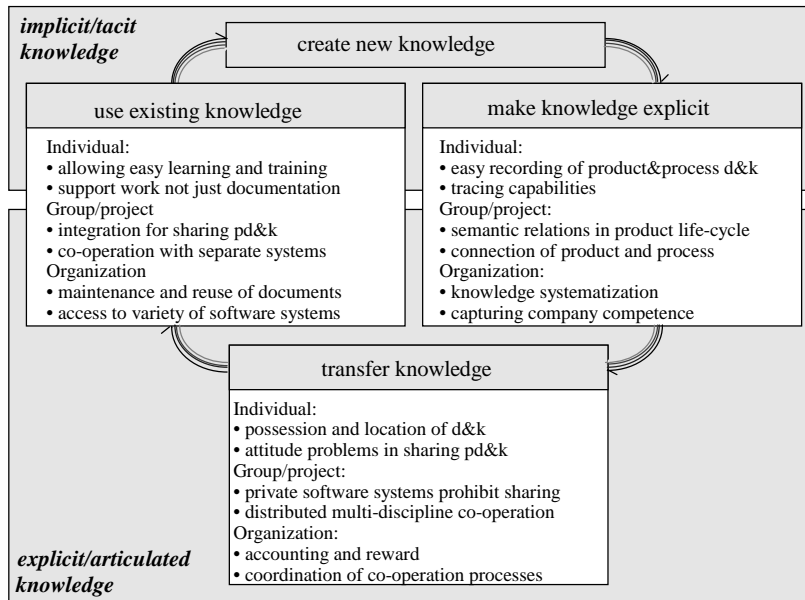 implicit/tacit
knowledge
create new knowledge
use existing knowledge
Individual:
• allowing easy learning and training
• support work not just documentation
Group/project
• integration for sharing pd&k
• co-operation with separate systems
Organization
• maintenance and reuse of documents
• access to variety of software systems
make knowledge explicit
Individual:
• easy recording of product&process d&k
• tracing capabilities
Group/project:
• semantic relations in product life-cycle
• connection of product and process
Organization:
• knowledge systematization
• capturing company competence
transfer knowledge
Individual:
• possession and location of d&k
• attitude problems in sharing pd&k
Group/project:
• private software systems prohibit sharing
• distributed multi-discipline co-operation
Organization:
• accounting and reward
• coordination of co-operation processes
explicit/articulated
knowledge